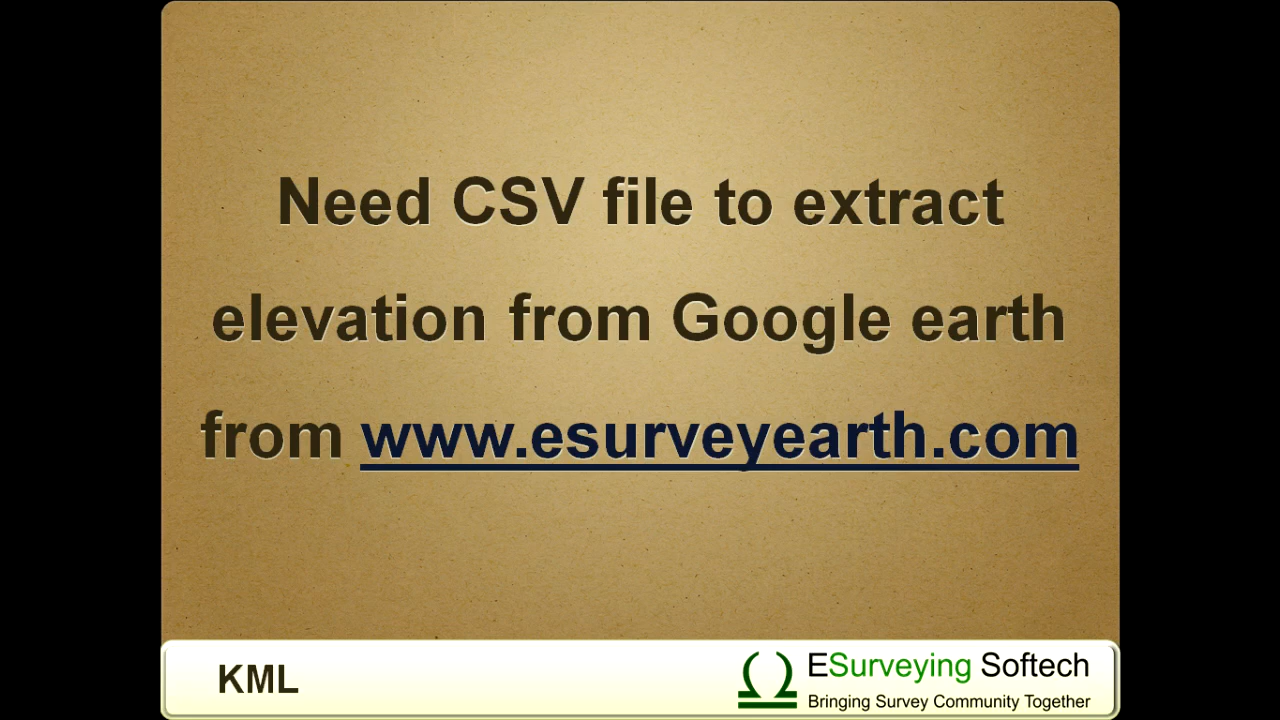 Need CSV file to extract
elevation from Google earth
from www.esurveyearth.com
KML
ESurveying Softech
Bringing Survey Community Together